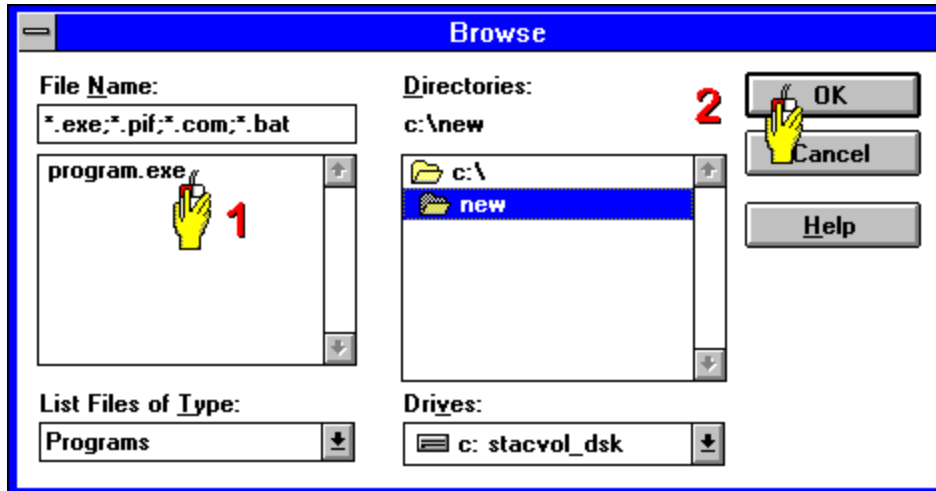 Browse
File Name:
*.exe;*.pif;*.com;*.bat
program.exe
1
List Files of Type:
Programs
Directories:
c:\new
c:\
new
Drives:
c: stacvol_dsk
2
OK
Cancel
Help